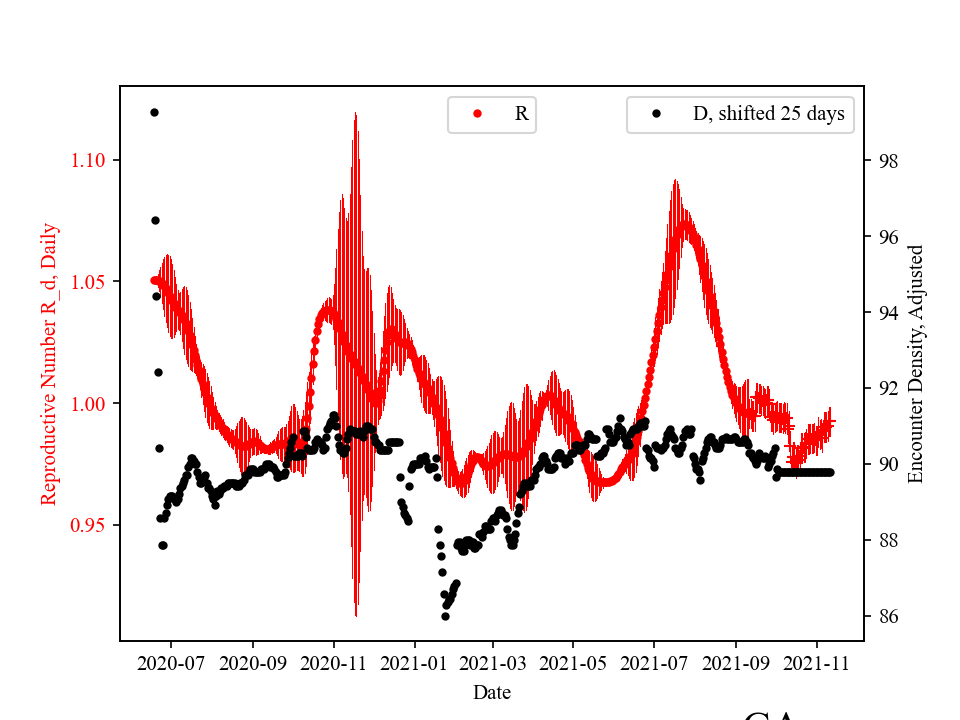 R
D, shifted 25 days
Reproductive Number R_d, Daily
1.10
1.05
1.00
0.95
98
96
94
92
90
88
86
Encounter Density, Adjusted
2020-07 2020-09 2020-11 2021-01 2021-03 2021-05 2021-07 2021-09 2021-11
Date